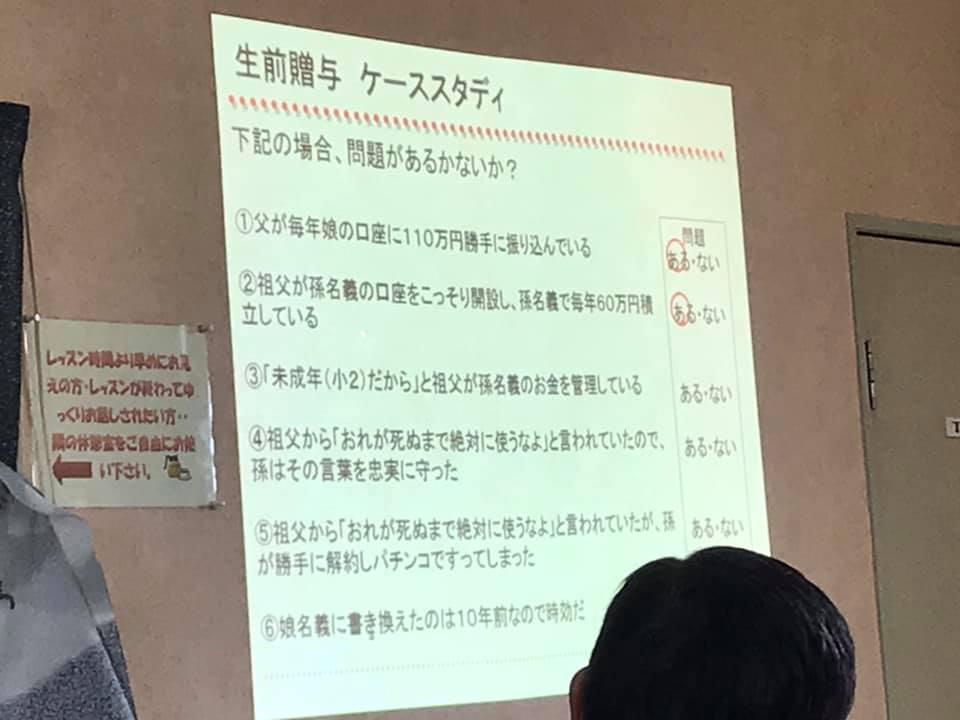 生前贈与 ケーススタディ
下記の場合、問題があるかないか?
①父が毎年娘の口座に110万円勝手に振り込んでいる
②祖父が孫名義の口座をこっそり開設し、孫名義で毎年60万円積
立している
③「未成年(小2)だから」と祖父が孫名義のお金を管理している
④祖父から「おれが死ぬまで絶対に使うなよ」と言われていたので、
孫はその言葉を忠実に守った
⑤祖父から「おれが死ぬまで絶対に使うなよ」と言われていたが、孫
が勝手に解約しパチンコですってしまった
⑥娘名義に書き換えたのは10年前なので時効だ
問題
ある・ない
ある・ない
ある・ない
ある・ない
ある・ない
レッスン時間より早めにお見
えの方・レッスンが終わってゆ
っくりお話しされたい方・・
隣の休憩室をご自由にお使
い下さい。